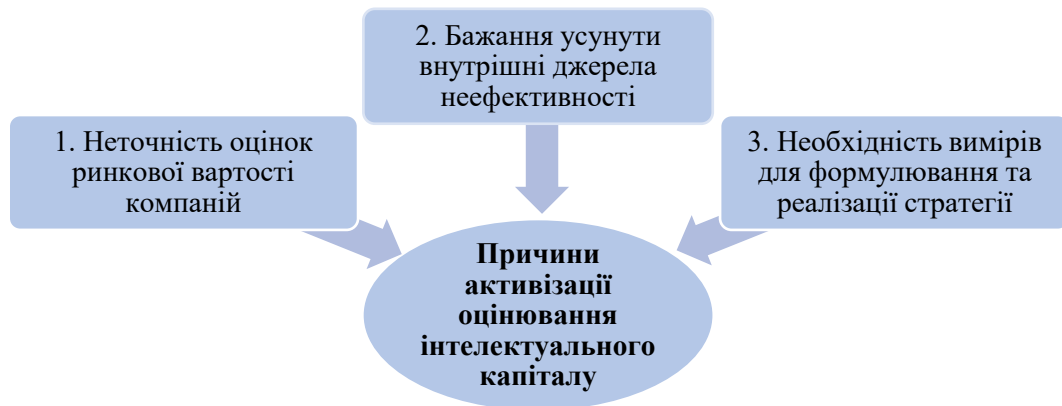 1. Неточність оцінок
ринкової вартості
компаній
2. Бажання усунути
внутрішні джерела
неефективності
3. Необхідність вимірів
для формулювання та
реалізації стратегії
Причини
активізації
оцінювання
інтелектуального
капіталу